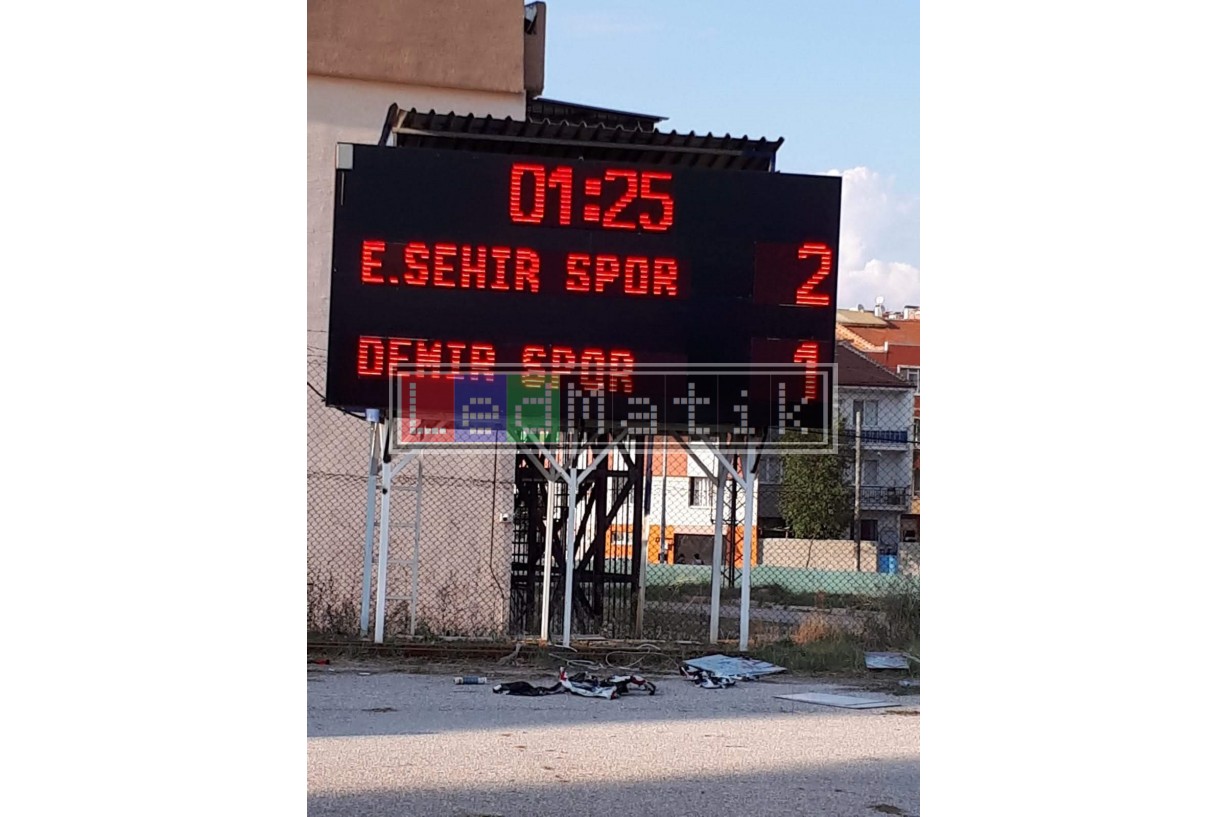 01:25
E.SEHIR SPOR 2
DEMIR SPOR 1
LedMatik